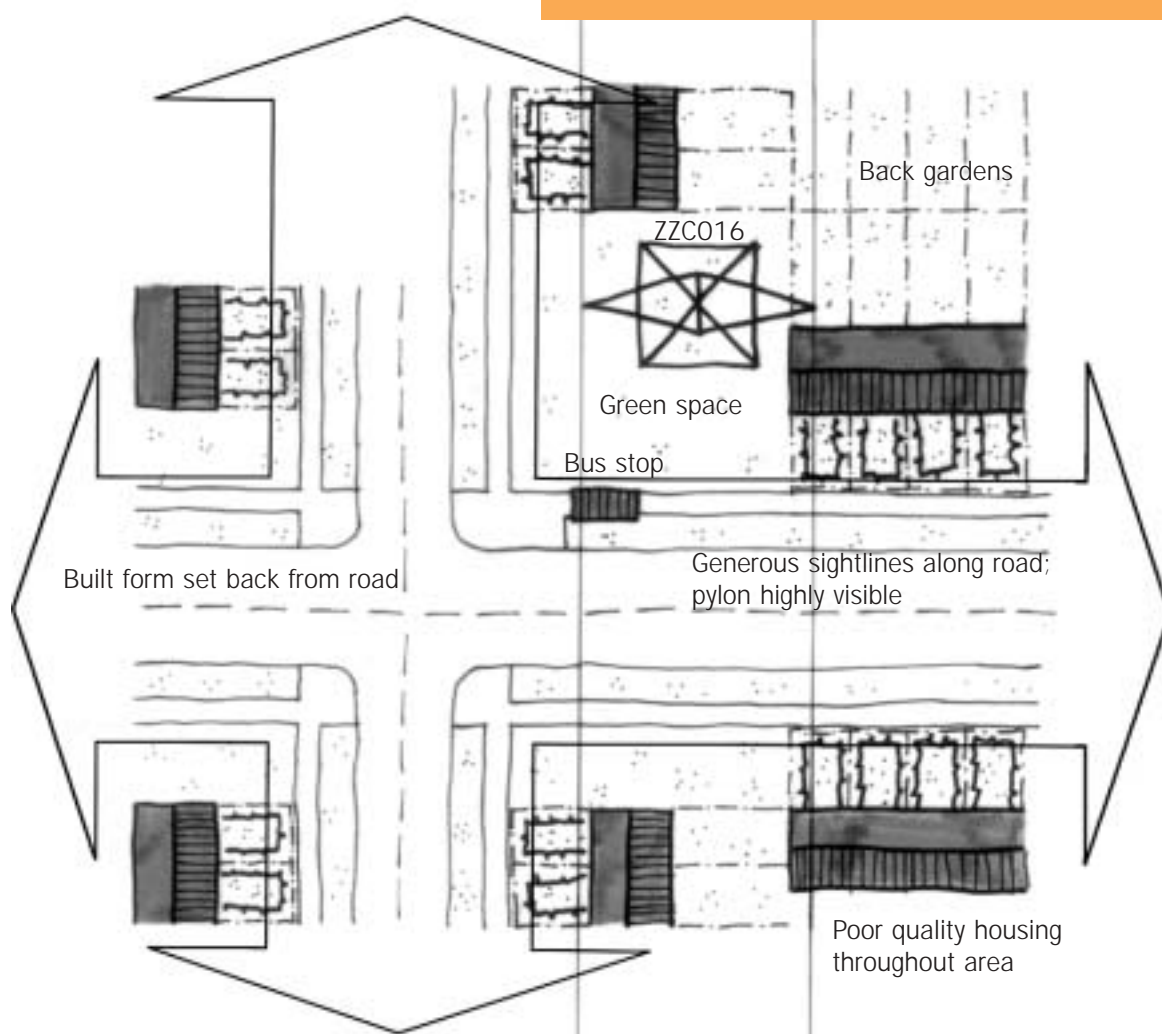 Back gardens
ZZC016
Green space
Bus stop
Built form set back from road
Generous sightlines along road;
pylon highly visible
Poor quality housing
throughout area